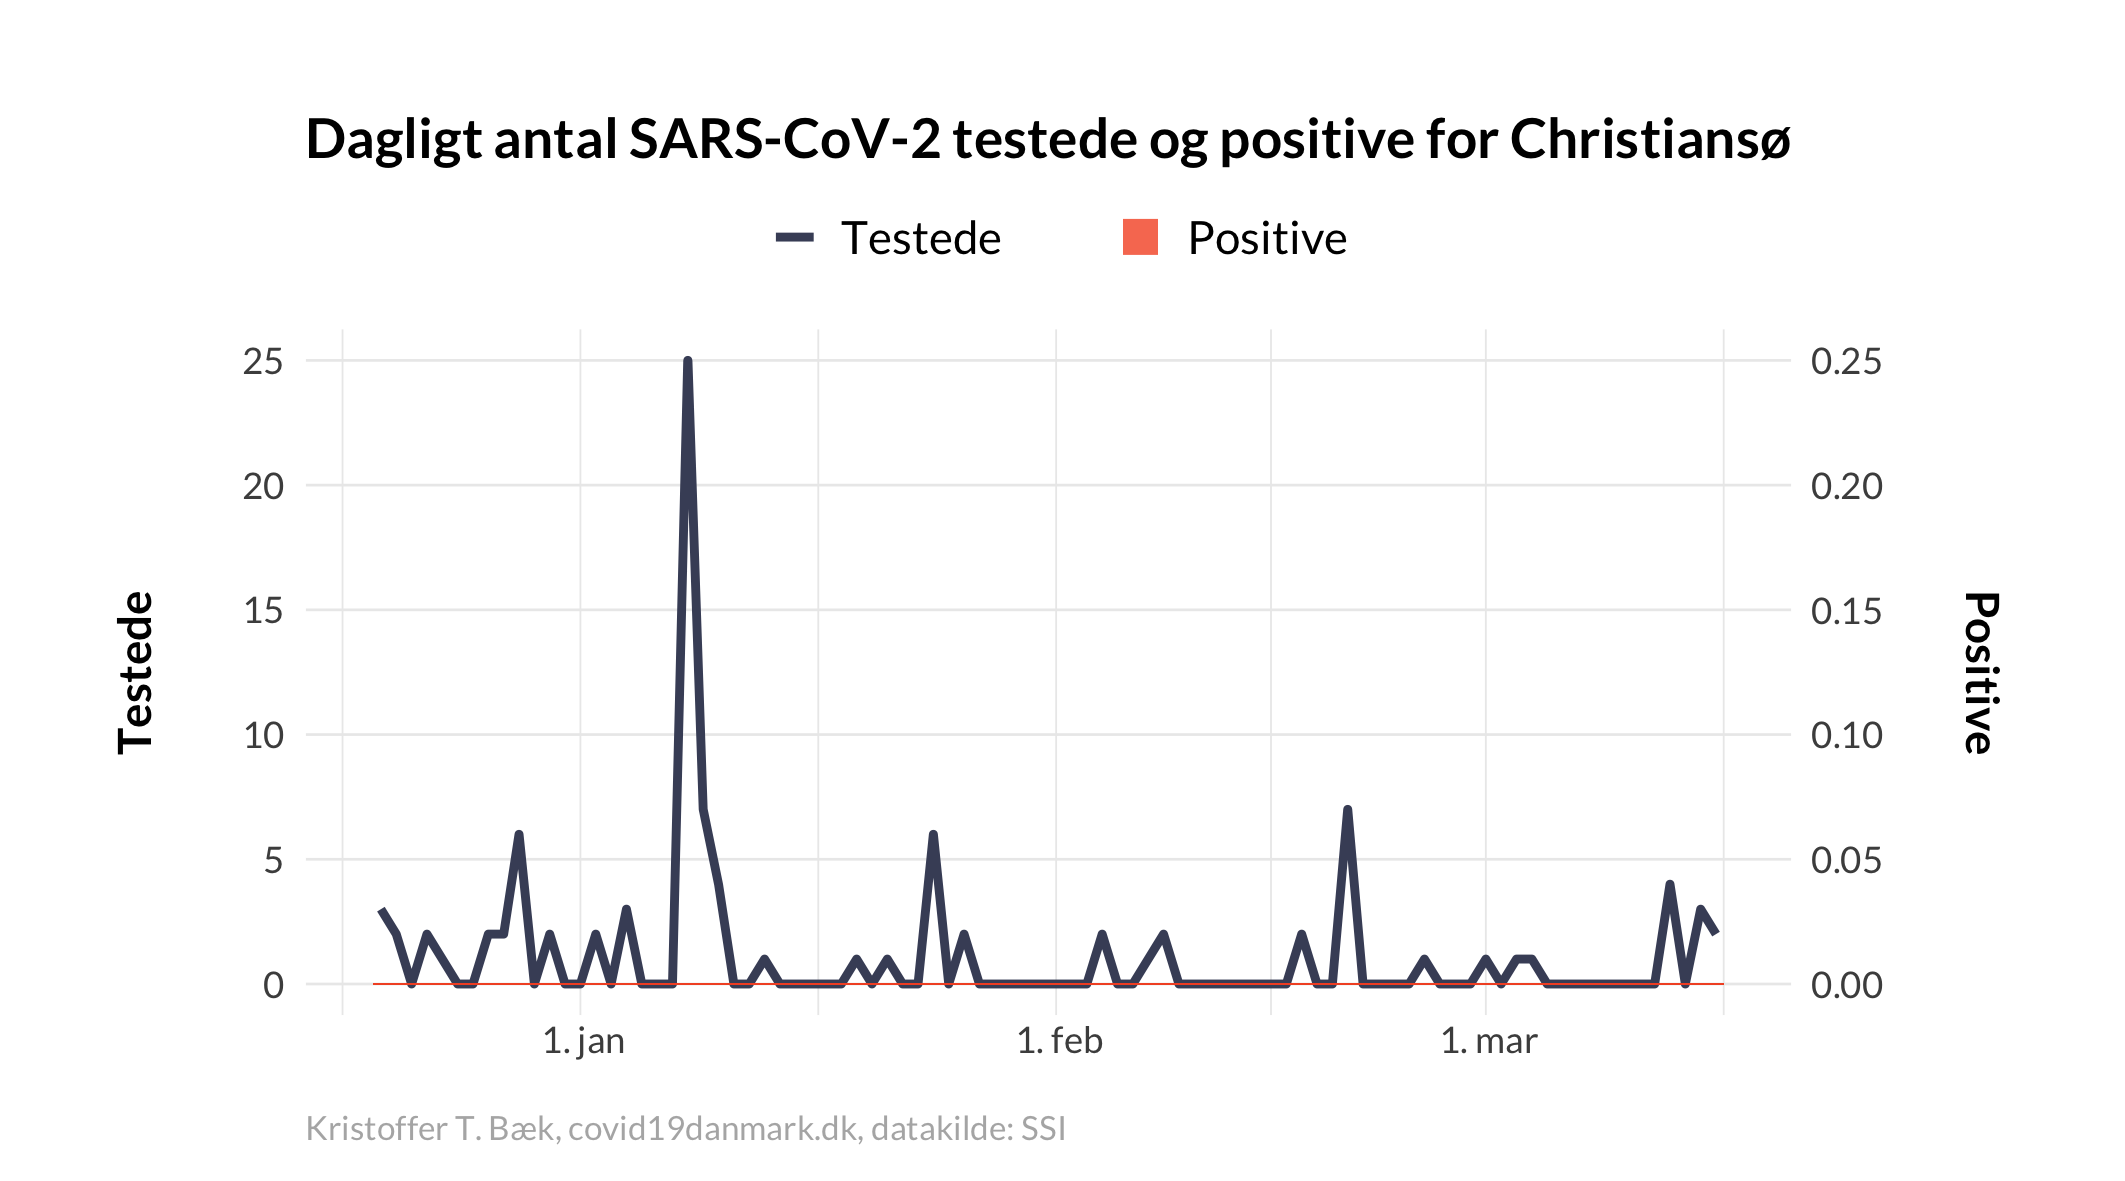 Dagligt antal SARS-CoV-2 testede og positive for Christiansø
Testede
Positive
Testede
25
20
15
10
5
0
0.25
0.20
0.15
0.10
0.05
0.00
Positive
1. jan
1. feb
1. mar
Kristoffer T. Bæk, covid19danmark.dk, datakilde: SSI